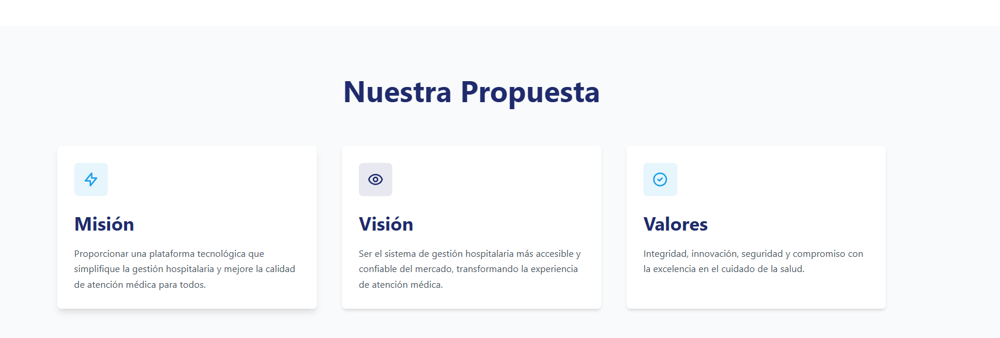 Nuestra Propuesta
Misión
Proporcionar una plataforma tecnológica que
simplifique la gestión hospitalaria y mejore la calidad
de atención médica para todos.
Visión
Ser el sistema de gestión hospitalaria más accesible y
confiable del mercado, transformando la experiencia
de atención médica.
Valores
Integridad, innovación, seguridad y compromiso con
la excelencia en el cuidado de la salud.